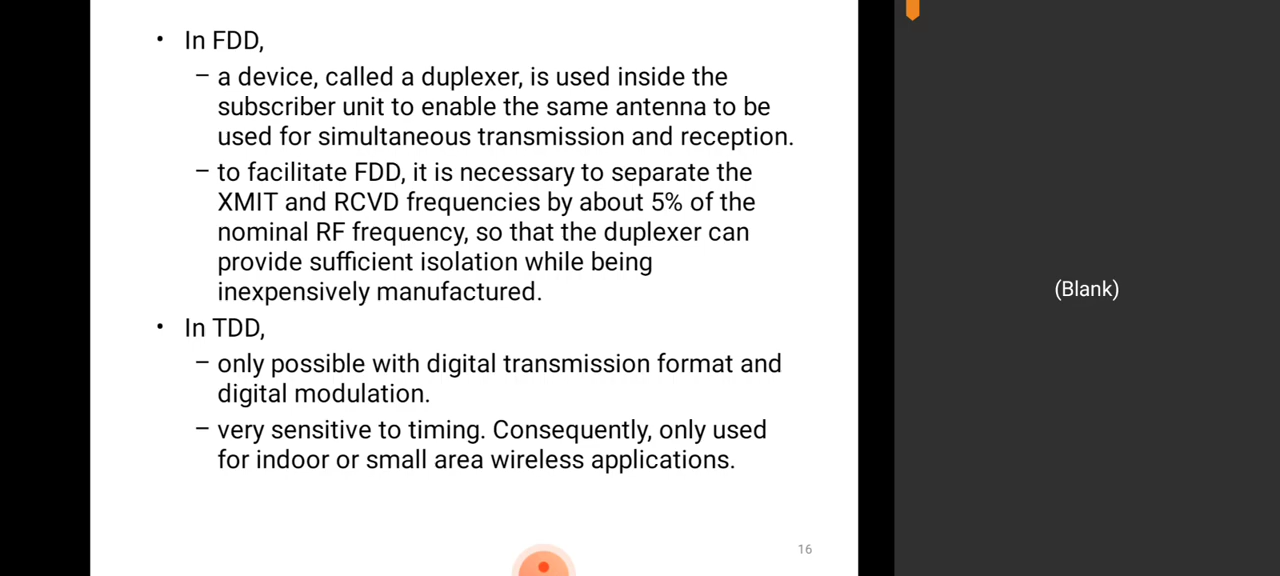 • In FDD,
– a device, called a duplexer, is used inside the
subscriber unit to enable the same antenna to be
used for simultaneous transmission and reception.
– to facilitate FDD, it is necessary to separate the
XMIT and RCVD frequencies by about 5% of the
nominal RF frequency, so that the duplexer can
provide sufficient isolation while being
inexpensively manufactured.
• In TDD,
– only possible with digital transmission format and
digital modulation.
– very sensitive to timing. Consequently, only used
for indoor or small area wireless applications.
16
(Blank)